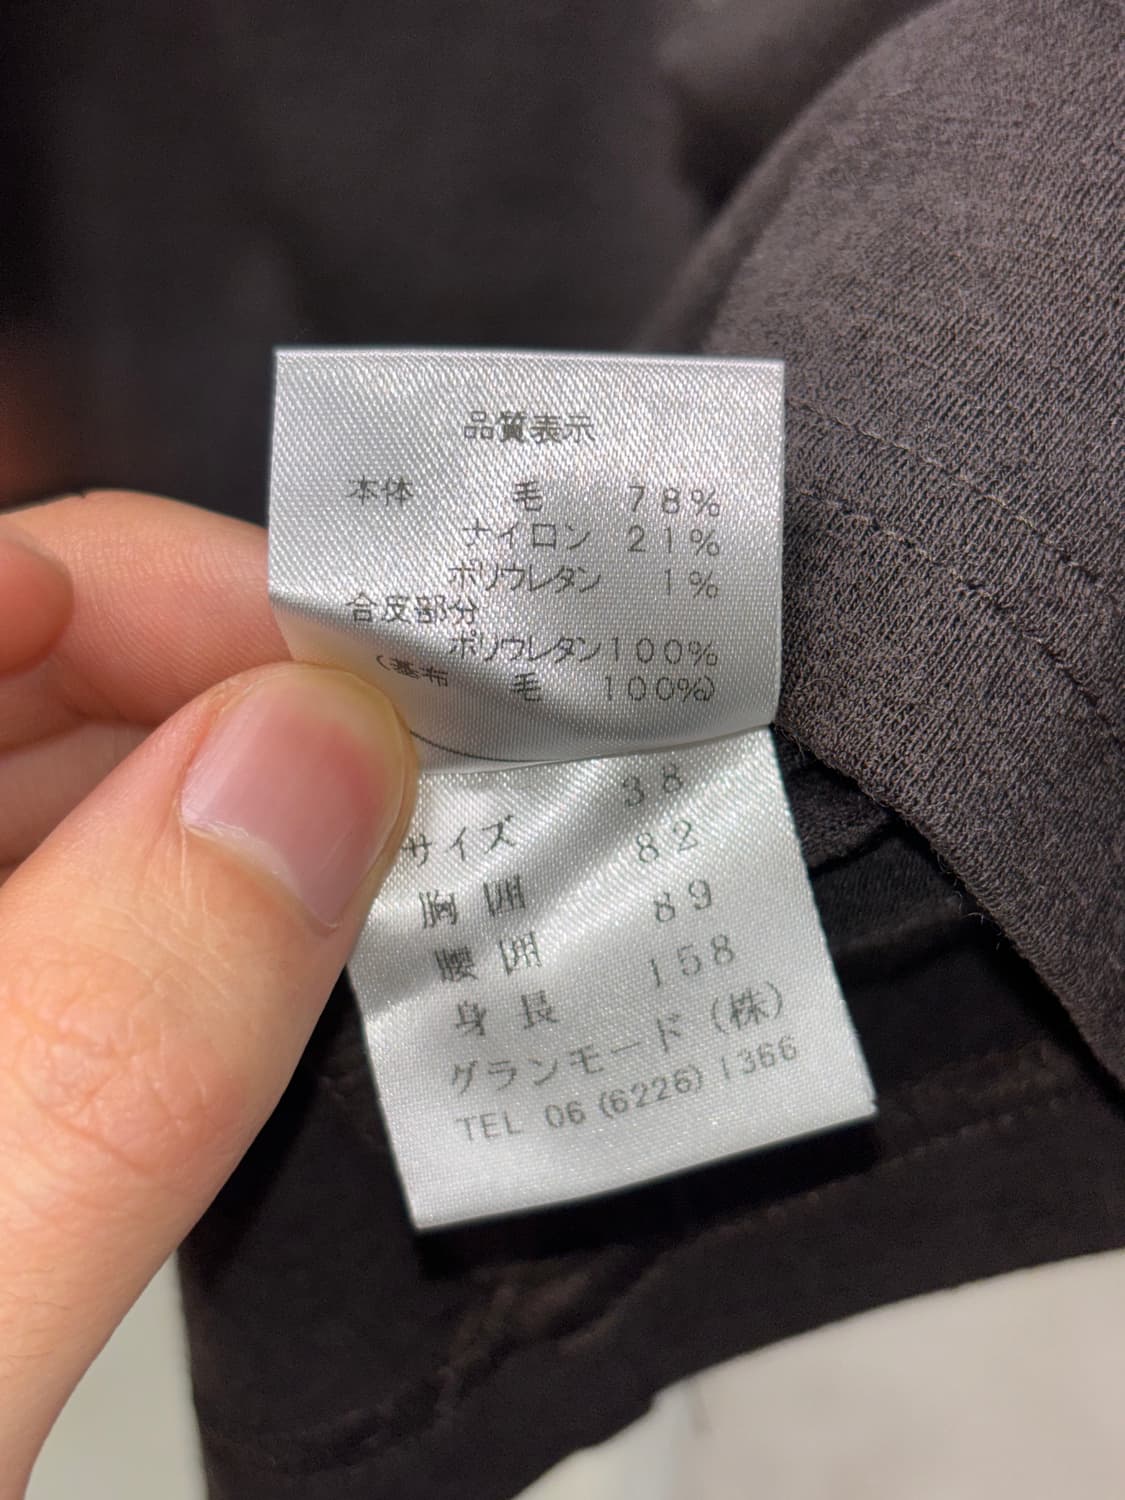 品質表示
本体 毛 78%
ナイロン 21%
ポリウレタン 1%
合皮部分
ポリウレタン100%
(基布 毛 100%)
サイズ 38
胸囲 82
腰囲 89
身長 158
グランモード(株)
TEL 06(6226)1366